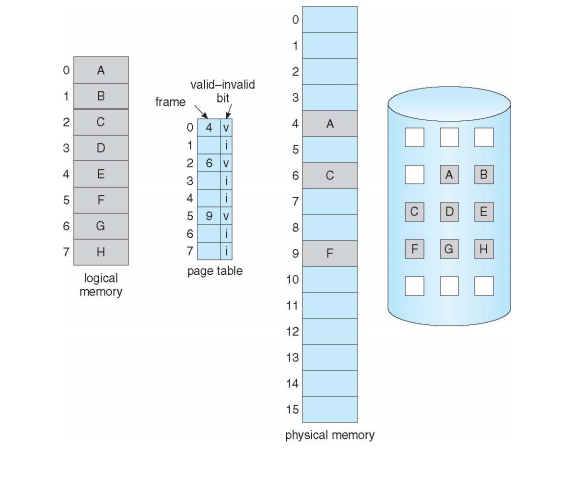 0 A
1 B
2 C
3 D
4 E
5 F
6 G
7 H
logical
memory
valid–invalid
bit
frame
0 4 v
1 i
2 6 v
3 i
4 i
5 9 v
6 i
7 i
page table
0
1
2
3
4 A
5
6 C
7
8
9 F
10
11
12
13
14
15
physical memory
A B
C D E
F G H